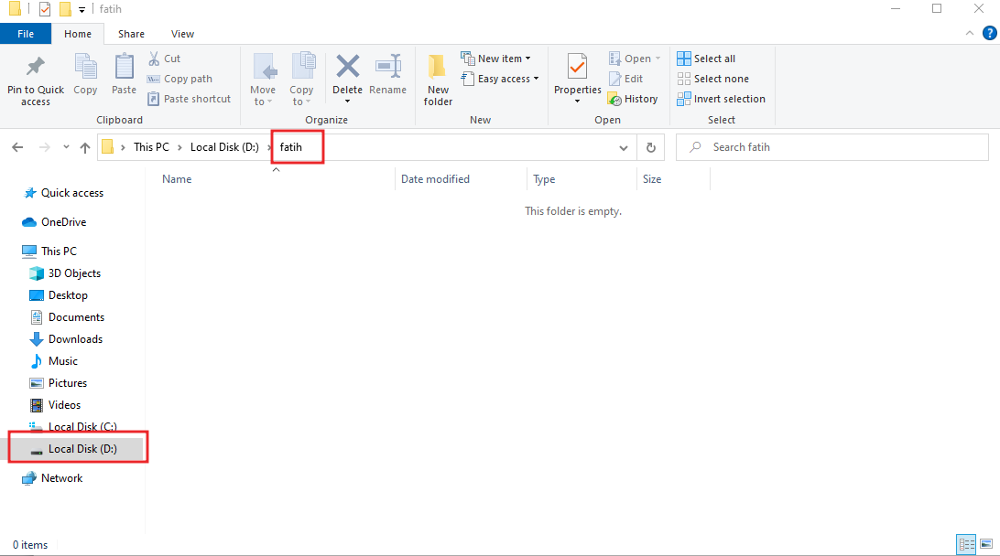 fatih
File Home Share View
Pin to Quick access
Copy
Paste
Cut
Copy path
Paste shortcut
Clipboard
Move to
Copy to
Delete
Rename
Organize
New folder
New item
Easy access
New
Properties
Open
Edit
History
Open
Select all
Select none
Invert selection
Select
This PC Local Disk (D:) fatih
Search fatih
Name Date modified Type Size
This folder is empty.
Quick access
OneDrive
This PC
3D Objects
Desktop
Documents
Downloads
Music
Pictures
Videos
Local Disk (C:)
Local Disk (D:)
Network
0 items